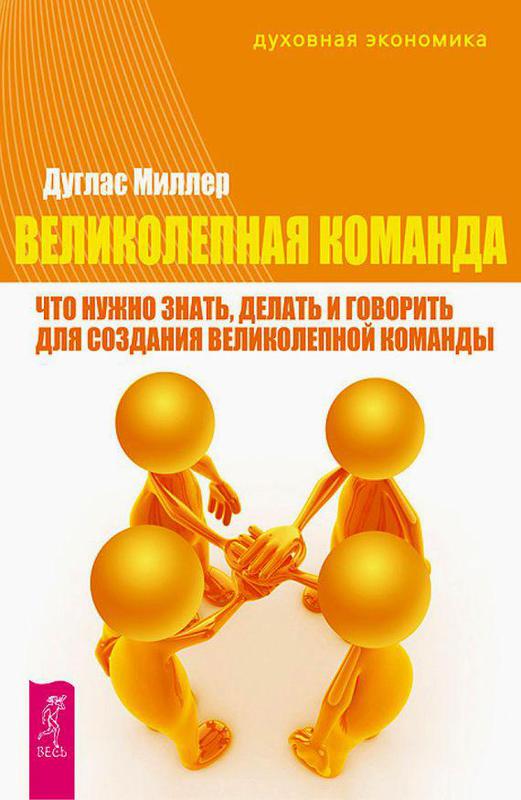 духовная экономика
Дуглас Миллер
ВЕЛИКОЛЕПНАЯ КОМАНДА
ЧТО НУЖНО ЗНАТЬ, ДЕЛАТЬ И ГОВОРИТЬ
ДЛЯ СОЗДАНИЯ ВЕЛИКОЛЕПНОЙ КОМАНДЫ
ВЕСЬ